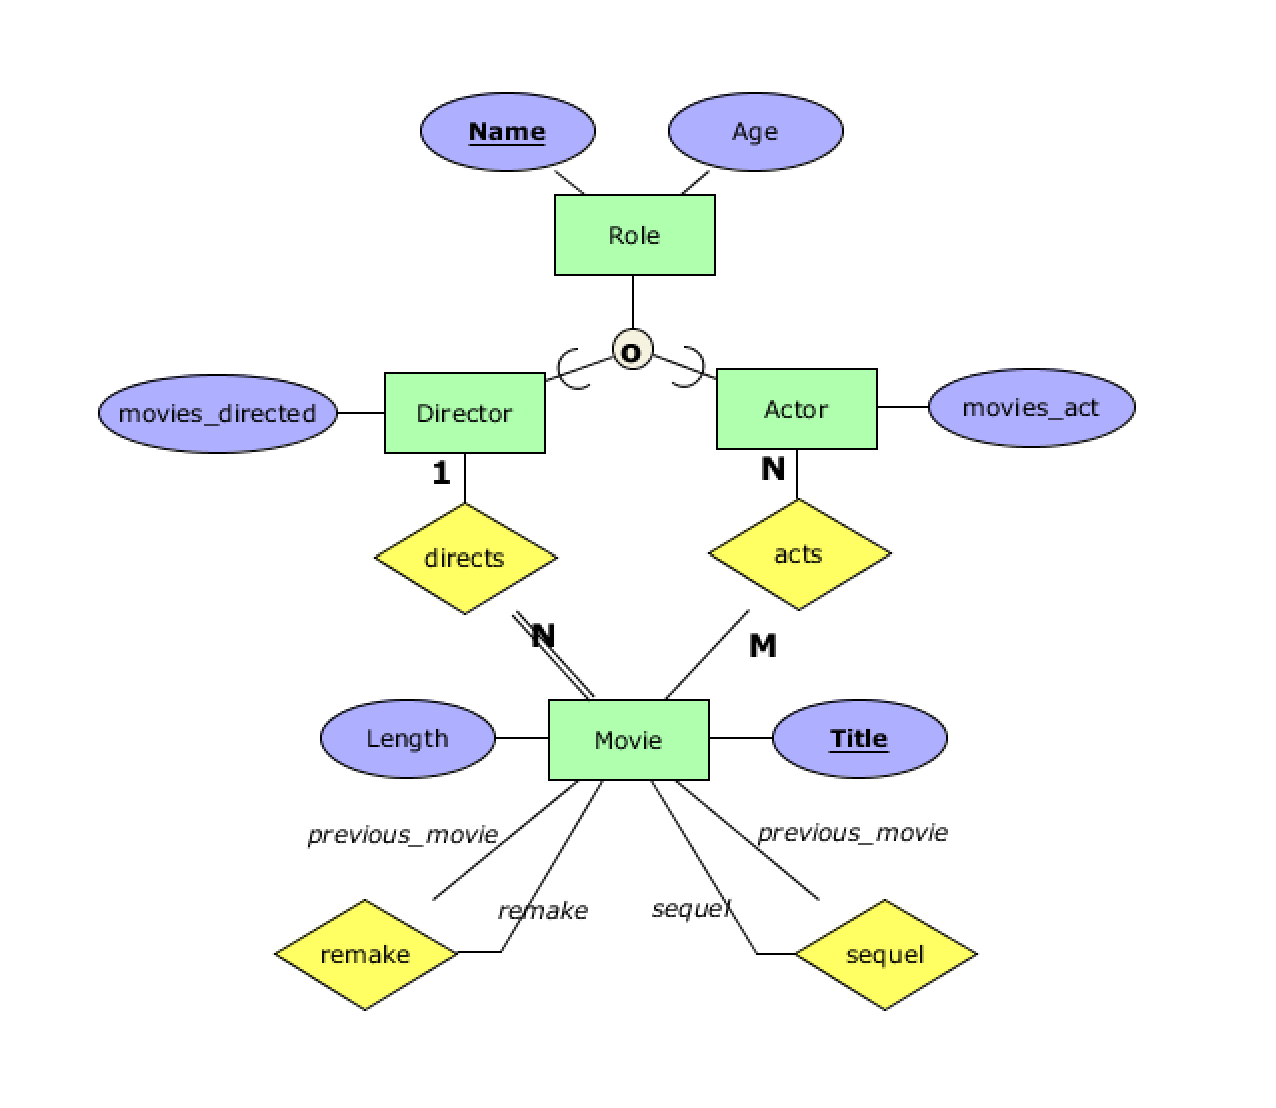 Name
Age
Role
o
movies_directed
Director
Actor
movies_act
1
N
directs
acts
N
M
Length
Movie
Title
previous_movie
previous_movie
remake
sequel
remake
sequel